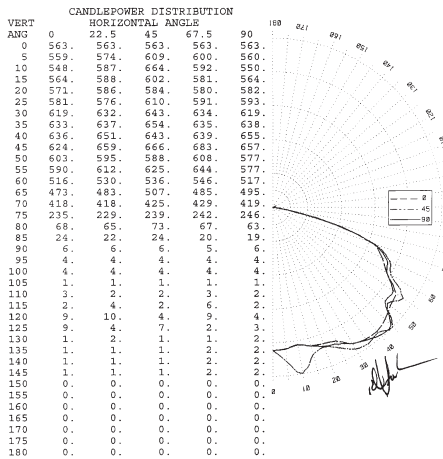 CANDLEPOWER DISTRIBUTION
VERT HORIZONTAL ANGLE
ANG 0 22.5 45 67.5 90
0 563. 563. 563. 563. 563.
5 559. 574. 609. 600. 560.
10 548. 587. 664. 592. 550.
15 564. 588. 602. 581. 564.
20 571. 586. 584. 580. 582.
25 581. 576. 610. 591. 593.
30 619. 632. 643. 634. 619.
35 633. 637. 654. 635. 638.
40 636. 651. 643. 639. 655.
45 624. 659. 666. 683. 657.
50 603. 595. 588. 608. 577.
55 590. 612. 625. 644. 577.
60 516. 530. 536. 546. 517.
65 473. 483. 507. 485. 495.
70 418. 418. 425. 429. 419.
75 235. 229. 239. 242. 246.
80 68. 65. 73. 67. 63.
85 24. 22. 24. 20. 19.
90 6. 6. 6. 5. 6.
95 4. 4. 4. 4. 4.
100 4. 4. 4. 4. 4.
105 1. 1. 1. 1. 1.
110 3. 2. 2. 3. 2.
115 2. 4. 2. 6. 2.
120 9. 10. 4. 9. 4.
125 9. 4. 7. 2. 3.
130 1. 2. 1. 1. 2.
135 1. 1. 1. 2. 2.
140 1. 1. 1. 2. 2.
145 1. 1. 1. 2. 2.
150 0. 0. 0. 0. 0.
155 0. 0. 0. 0. 0.
160 0. 0. 0. 0. 0.
165 0. 0. 0. 0. 0.
170 0. 0. 0. 0. 0.
175 0. 0. 0. 0. 0.
180 0. 0. 0. 0. 0.
180 170 160 150 140 130 120
0
45
90
60
50
40
30
20
10
0